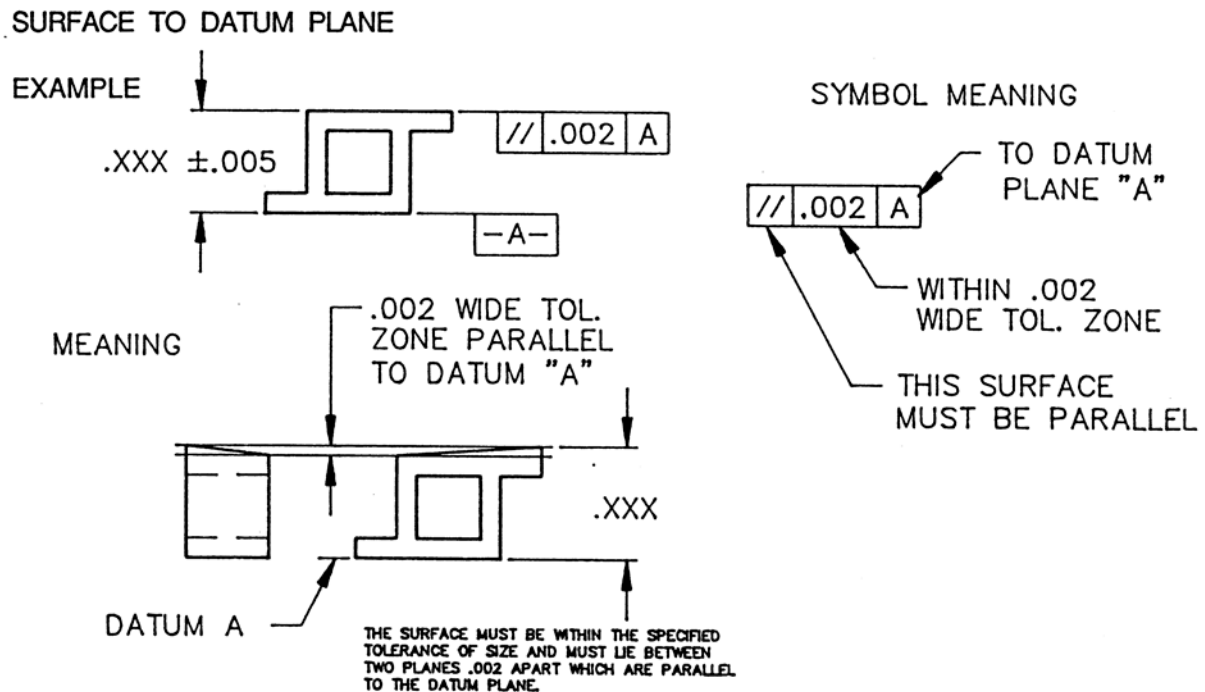 SURFACE TO DATUM PLANE
EXAMPLE
.XXX ±.005
// .002 A
-A-
SYMBOL MEANING
// .002 A
TO DATUM
PLANE "A"
WITHIN .002
WIDE TOL. ZONE
THIS SURFACE
MUST BE PARALLEL
MEANING
.002 WIDE TOL.
ZONE PARALLEL
TO DATUM "A"
.XXX
DATUM A
THE SURFACE MUST BE WITHIN THE SPECIFIED
TOLERANCE OF SIZE AND MUST LIE BETWEEN
TWO PLANES .002 APART WHICH ARE PARALLEL
TO THE DATUM PLANE.